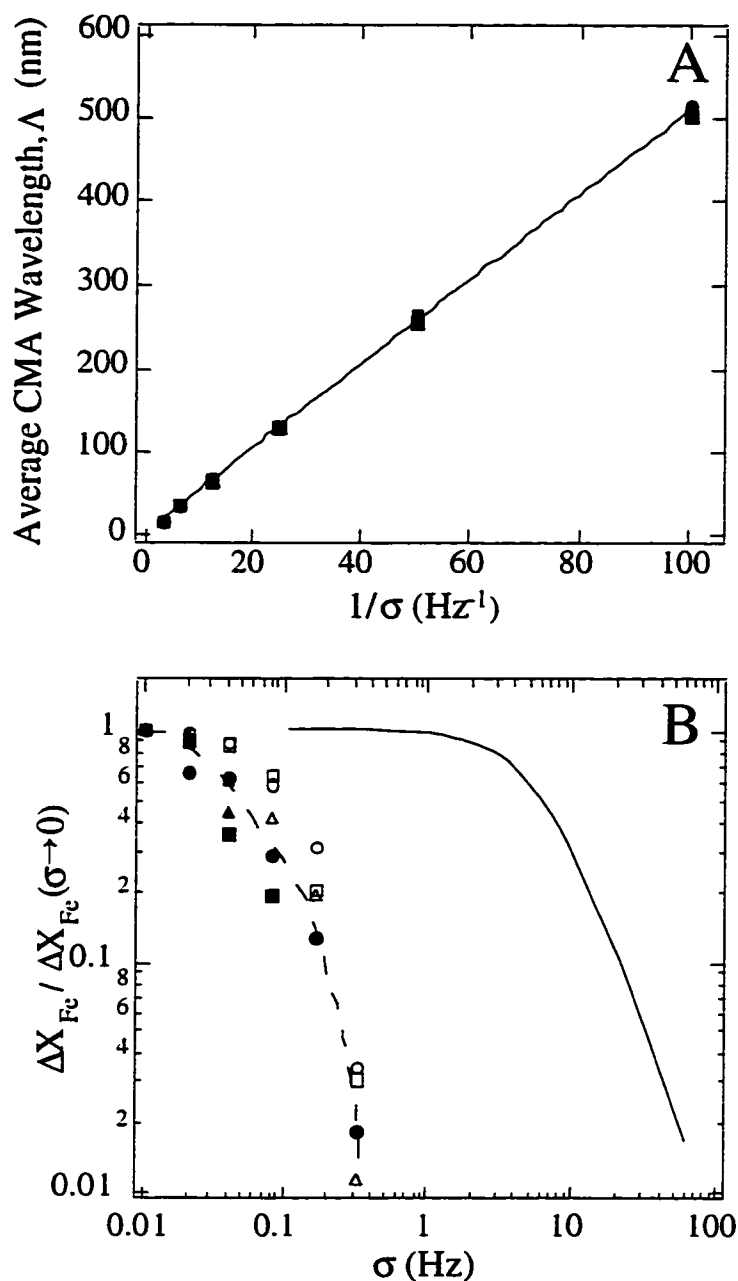 A
Average CMA Wavelength, Λ (nm)
600
500
400
300
200
100
0
0 20 40 60 80 100
1/σ (Hz⁻¹)
B
ΔX_Fe / ΔX_Fe (σ→0)
1
8
6
4
2
0.1
8
6
4
2
0.01
0.01 0.1 1 10 100
σ (Hz)